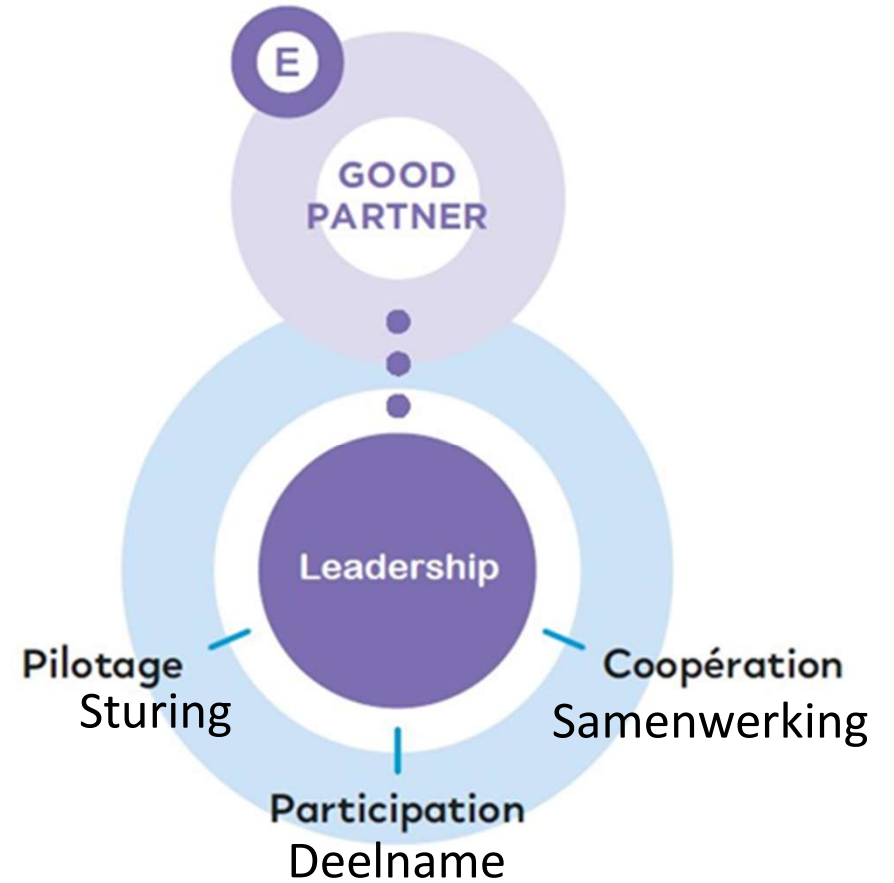 E
GOOD
PARTNER
Leadership
Pilotage
Sturing
Coopération
Samenwerking
Participation
Deelname